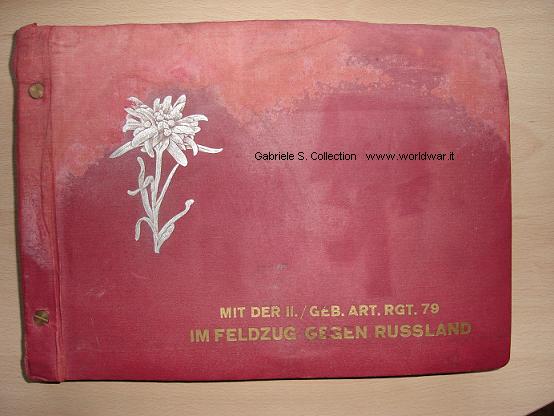 Gabriele S. Collection www.worldwar.it
MIT DER II./GEB. ART. RGT. 79
IM FELDZUG GEGEN RUSSLAND